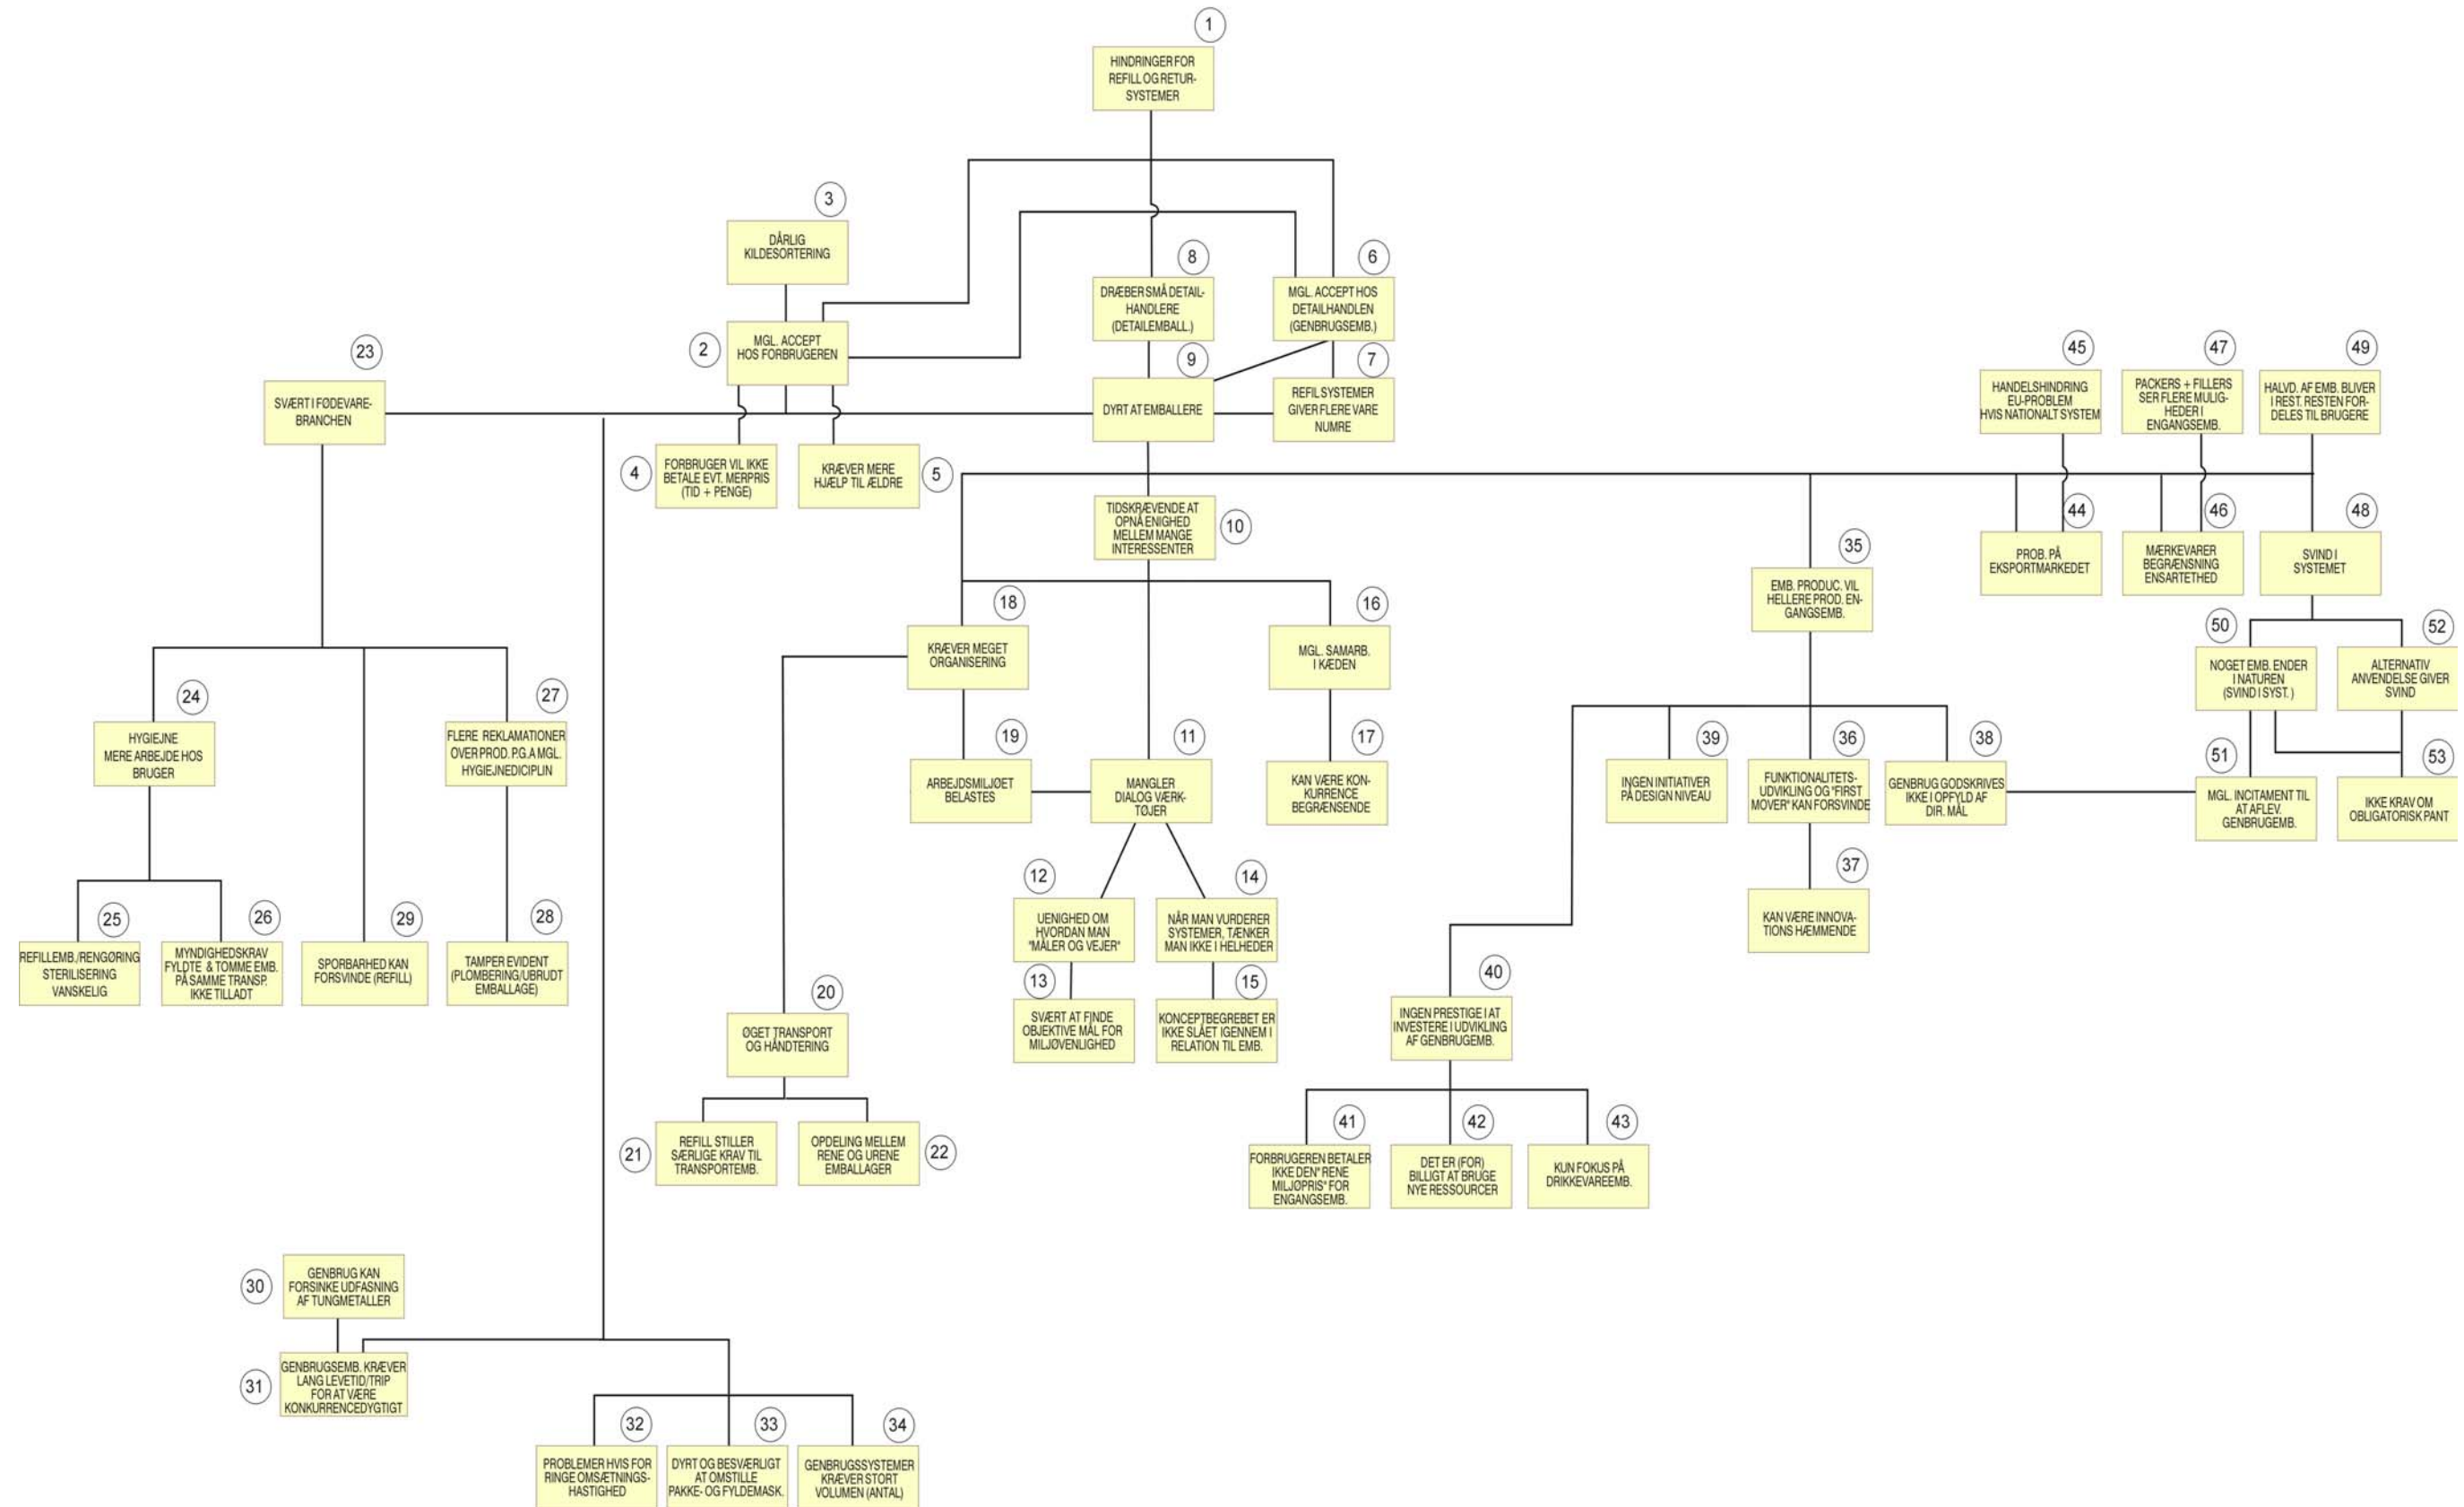 1
HINDRINGER FOR
REFILL OG RETUR-
SYSTEMER
3
DÅRLIG
KILDESORTERING
8
DRÆBER SMÅ DETAIL-
HANDLERE
(DETAILEMBALL.)
6
MGL. ACCEPT HOS
DETAILHANDLEN
(GENBRUGSEMB.)
2
MGL. ACCEPT
HOS FORBRUGEREN
9
DYRT AT EMBALLERE
7
REFIL SYSTEMER
GIVER FLERE VARE
NUMRE
23
SVÆRT I FØDEVARE-
BRANCHEN
45
HANDELSHINDRING
EU-PROBLEM
HVIS NATIONALT SYSTEM
47
PACKERS + FILLERS
SER FLERE MULIG-
HEDER I
ENGANGSEMB.
49
HALVD. AF EMB. BLIVER
I REST. RESTEN FOR-
DELES TIL BRUGERE
4
FORBRUGER VIL IKKE
BETALE EVT. MERPRIS
(TID + PENGE)
5
KRÆVER MERE
HJÆLP TIL ÆLDRE
10
TIDSKRÆVENDE AT
OPNÅ ENIGHED
MELLEM MANGE
INTERESSENTER
35
EMB. PRODUC. VIL
HELLERE PROD. EN-
GANGSEMB.
44
PROB. PÅ
EKSPORTMARKEDET
46
MÆRKEVARER
BEGRÆNSNING
ENSARTETHED
48
SVIND I
SYSTEMET
18
KRÆVER MEGET
ORGANISERING
16
MGL. SAMARB.
I KÆDEN
50
NOGET EMB. ENDER
I NATUREN
(SVIND I SYST. )
52
ALTERNATIV
ANVENDELSE GIVER
SVIND
24
HYGIEJNE
MERE ARBEJDE HOS
BRUGER
27
FLERE REKLAMATIONER
OVER PROD. P.G.A MGL.
HYGIEJNEDICIPLIN
19
ARBEJDSMILJØET
BELASTES
11
MANGLER
DIALOG VÆRK-
TØJER
17
KAN VÆRE KON-
KURRENCE
BEGRÆNSENDE
39
INGEN INITIATIVER
PÅ DESIGN NIVEAU
36
FUNKTIONALITETS-
UDVIKLING OG "FIRST
MOVER" KAN FORSVINDE
38
GENBRUG GODSKRIVES
IKKE I OPFYLD AF
DIR. MÅL
51
MGL. INCITAMENT TIL
AT AFLEV.
GENBRUGEMB.
53
IKKE KRAV OM
OBLIGATORISK PANT
12
UENIGHED OM
HVORDAN MAN
"MÅLER OG VEJER"
14
NÅR MAN VURDERER
SYSTEMER, TÆNKER
MAN IKKE I HELHEDER
37
KAN VÆRE INNOVA-
TIONS HÆMMENDE
25
REFILLEMB./RENGØRING
STERILISERING
VANSKELIG
26
MYNDIGHEDSKRAV
FYLDTE & TOMME EMB.
PÅ SAMME TRANSP.
IKKE TILLADT
29
SPORBARHED KAN
FORSVINDE (REFILL)
28
TAMPER EVIDENT
(PLOMBERING/UBRUDT
EMBALLAGE)
13
SVÆRT AT FINDE
OBJEKTIVE MÅL FOR
MILJØVENLIGHED
15
KONCEPTBEGREBET ER
IKKE SLÅET IGENNEM I
RELATION TIL EMB.
20
ØGET TRANSPORT
OG HÅNDTERING
40
INGEN PRESTIGE I AT
INVESTERE I UDVIKLING
AF GENBRUGEMB.
21
REFILL STILLER
SÆRLIGE KRAV TIL
TRANSPORTEMB.
22
OPDELING MELLEM
RENE OG URENE
EMBALLAGER
41
FORBRUGEREN BETALER
IKKE DEN" RENE
MILJØPRIS" FOR
ENGANGSEMB.
42
DET ER (FOR)
BILLIGT AT BRUGE
NYE RESSOURCER
43
KUN FOKUS PÅ
DRIKKEVAREEMB.
30
GENBRUG KAN
FORSINKE UDFASNING
AF TUNGMETALLER
31
GENBRUGSEMB. KRÆVER
LANG LEVETID/TRIP
FOR AT VÆRE
KONKURRENCEDYGTIGT
32
PROBLEMER HVIS FOR
RINGE OMSÆTNINGS-
HASTIGHED
33
DYRT OG BESVÆRLIGT
AT OMSTILLE
PAKKE- OG FYLDEMASK.
34
GENBRUGSSYSTEMER
KRÆVER STORT
VOLUMEN (ANTAL)